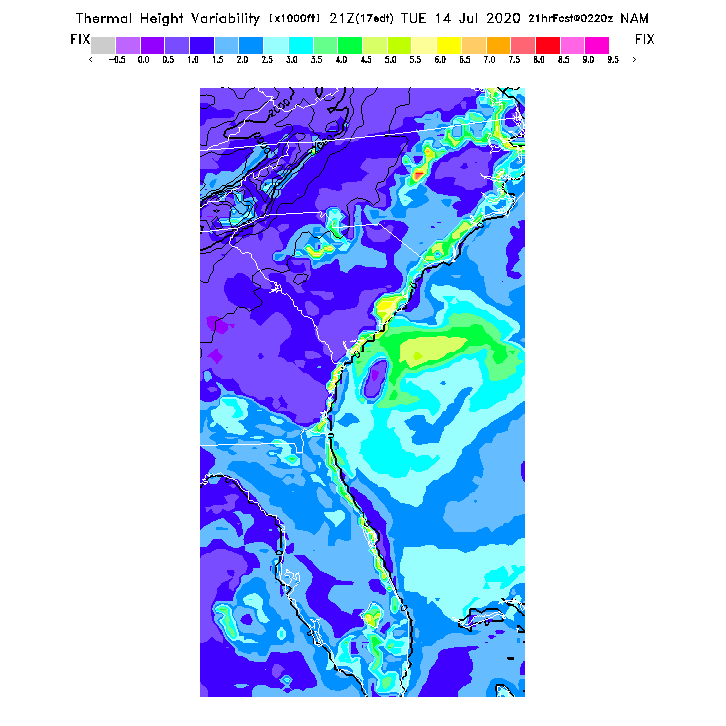 Thermal Height Variability [x1000ft] 21Z(17edt) TUE 14 Jul 2020 21hrFcst@0220z NAM
FIX FIX
< -0.5 0.0 0.5 1.0 1.5 2.0 2.5 3.0 3.5 4.0 4.5 5.0 5.5 6.0 6.5 7.0 7.5 8.0 8.5 9.0 9.5 >